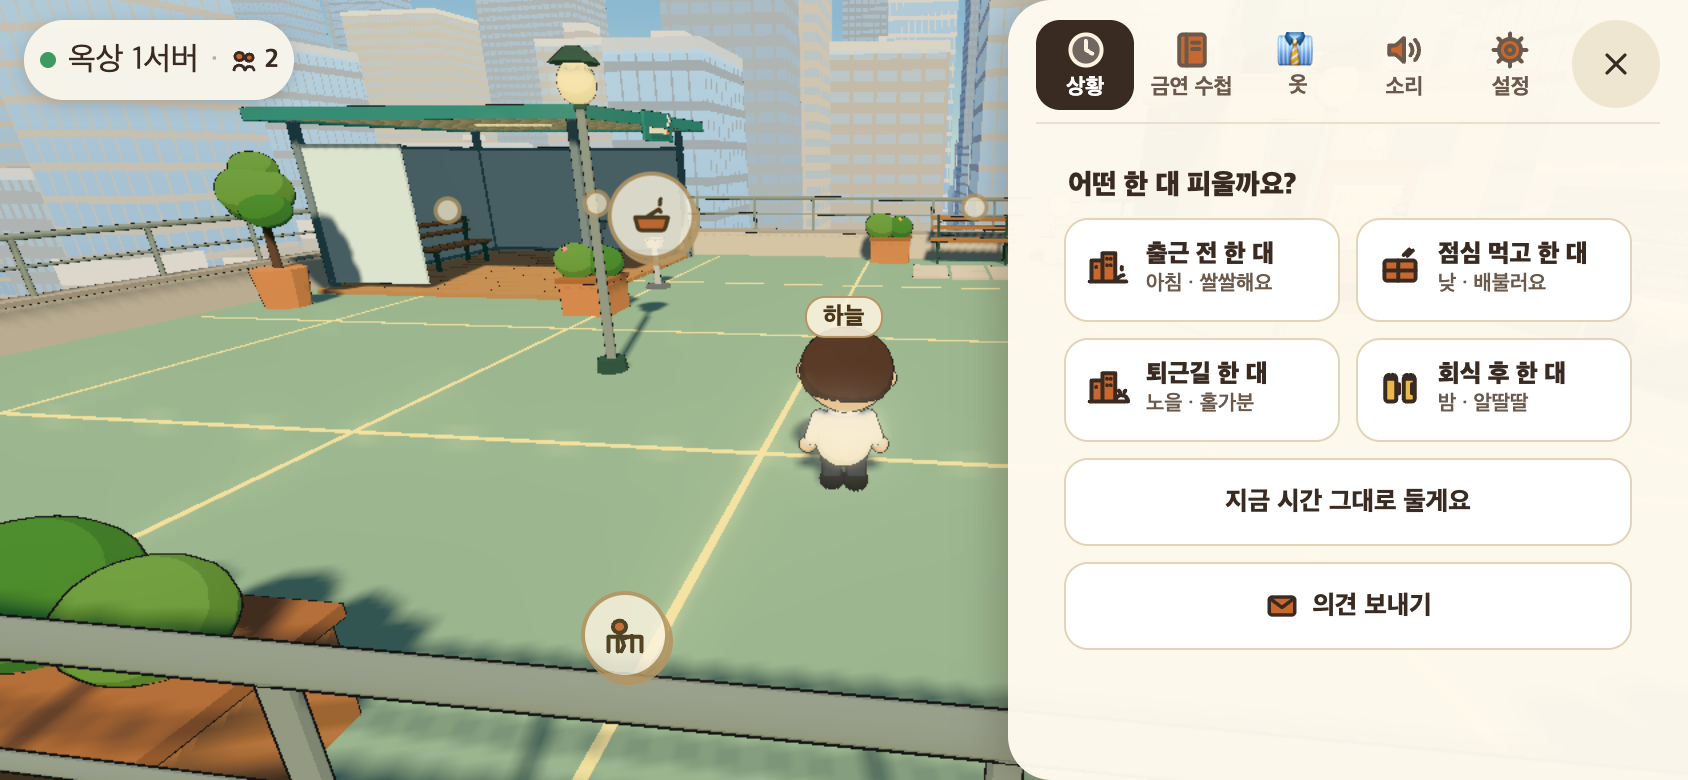 옥상 1서버 · 2
상황
금연 수첩
옷
소리
설정
어떤 한 대 피울까요?
출근 전 한 대
아침 · 쌀쌀해요
점심 먹고 한 대
낮 · 배불러요
퇴근길 한 대
노을 · 홀가분
회식 후 한 대
밤 · 알딸딸
지금 시간 그대로 둘게요
의견 보내기
하늘